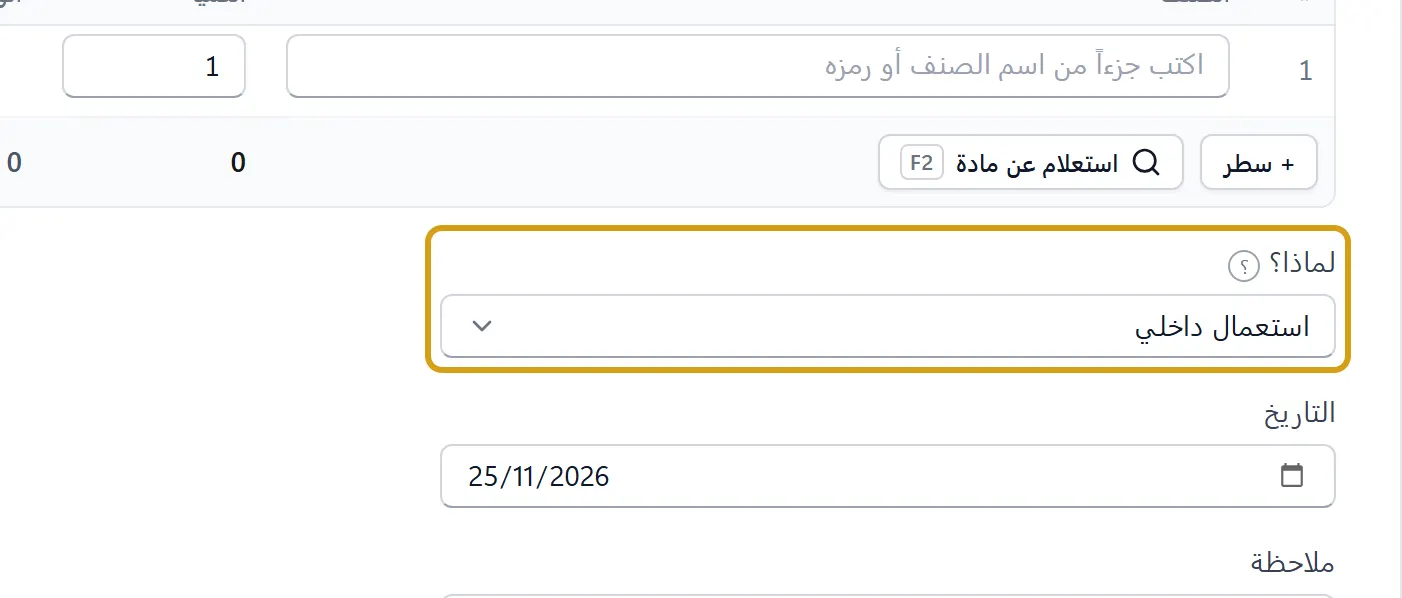 1 اكتب جزءاً من اسم الصنف أو رمزه 1
+ سطر استعلام عن مادة F2 0 0
لماذا؟ ؟
استعمال داخلي
التاريخ
25/11/2026
ملاحظة